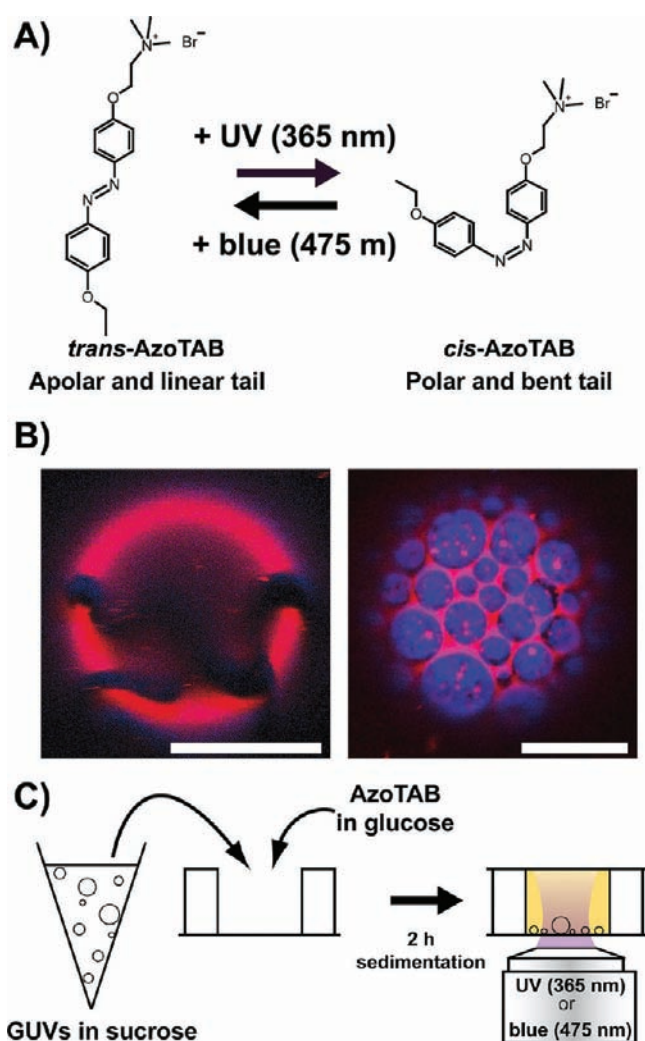 A)
N+
Br−
O
N
N
O
+ UV (365 nm)
+ blue (475 m)
N+
Br−
O
O
N
N
trans-AzoTAB
Apolar and linear tail
cis-AzoTAB
Polar and bent tail
B)
C)
AzoTAB
in glucose
2 h
sedimentation
GUVs in sucrose
UV (365 nm)
or
blue (475 nm)